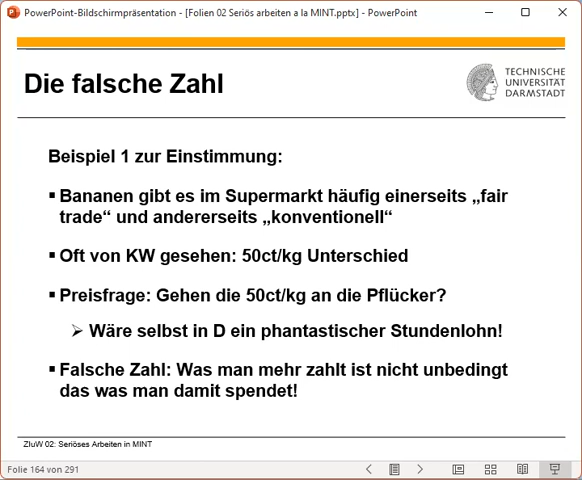 PowerPoint-Bildschirmpräsentation - [Folien 02 Seriös arbeiten a la MINT.pptx] - PowerPoint
Die falsche Zahl
TECHNISCHE
UNIVERSITÄT
DARMSTADT
Beispiel 1 zur Einstimmung:
▪ Bananen gibt es im Supermarkt häufig einerseits „fair
trade“ und andererseits „konventionell“
▪ Oft von KW gesehen: 50ct/kg Unterschied
▪ Preisfrage: Gehen die 50ct/kg an die Pflücker?
➢ Wäre selbst in D ein phantastischer Stundenlohn!
▪ Falsche Zahl: Was man mehr zahlt ist nicht unbedingt
das was man damit spendet!
ZIuW 02: Seriöses Arbeiten in MINT
Folie 164 von 291